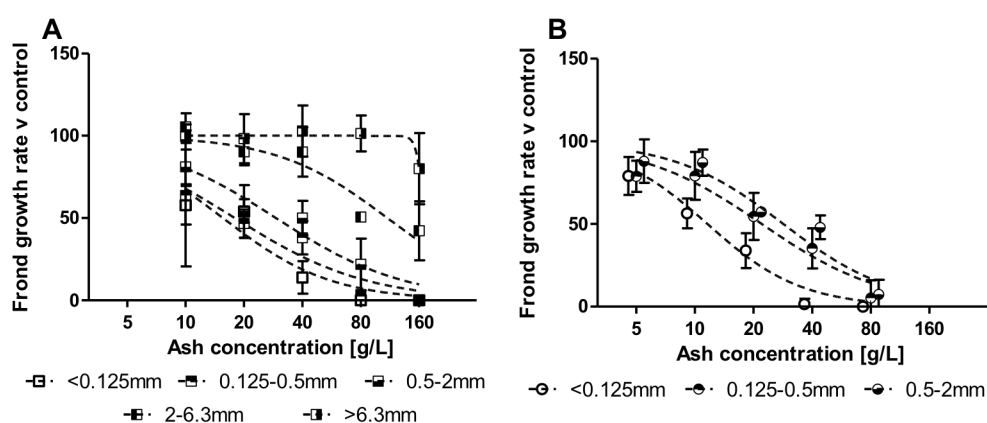 A
Frond growth rate v control
150
100
50
0
5 10 20 40 80 160
Ash concentration [g/L]
<0.125mm 0.125-0.5mm 0.5-2mm
2-6.3mm >6.3mm
B
Frond growth rate v control
150
100
50
0
5 10 20 40 80 160
Ash concentration [g/L]
<0.125mm 0.125-0.5mm 0.5-2mm